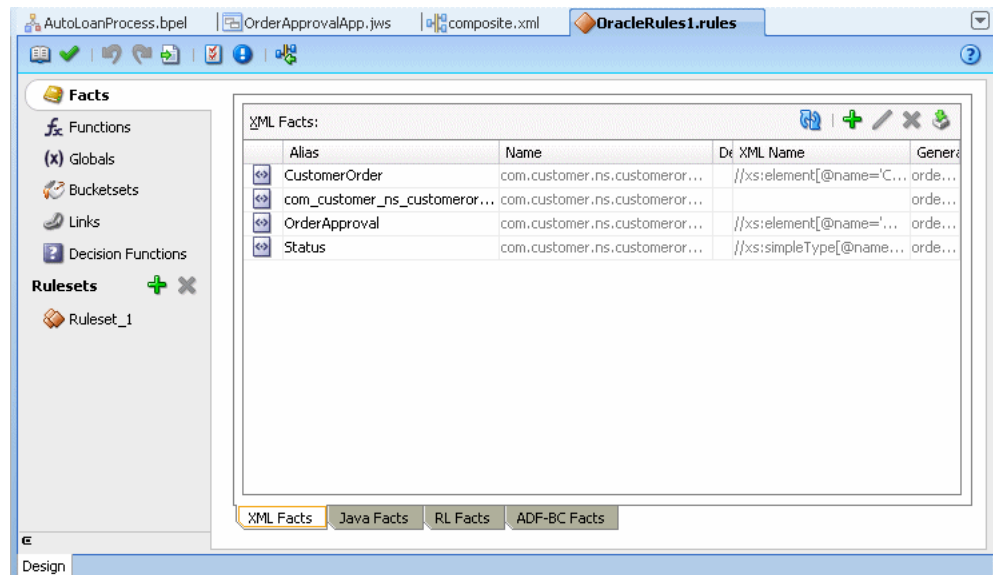 AutoLoanProcess.bpel OrderApprovalApp.jws composite.xml OracleRules1.rules
Facts
Functions
Globals
Bucketsets
Links
Decision Functions
Rulesets
Ruleset_1
XML Facts:
Alias Name De XML Name Genera
CustomerOrder com.customer.ns.customeror... //xs:element[@name='C... orde...
com_customer_ns_customeror... com.customer.ns.customeror... orde...
OrderApproval com.customer.ns.customeror... //xs:element[@name='... orde...
Status com.customer.ns.customeror... //xs:simpleType[@name... orde...
XML Facts Java Facts RL Facts ADF-BC Facts
Design